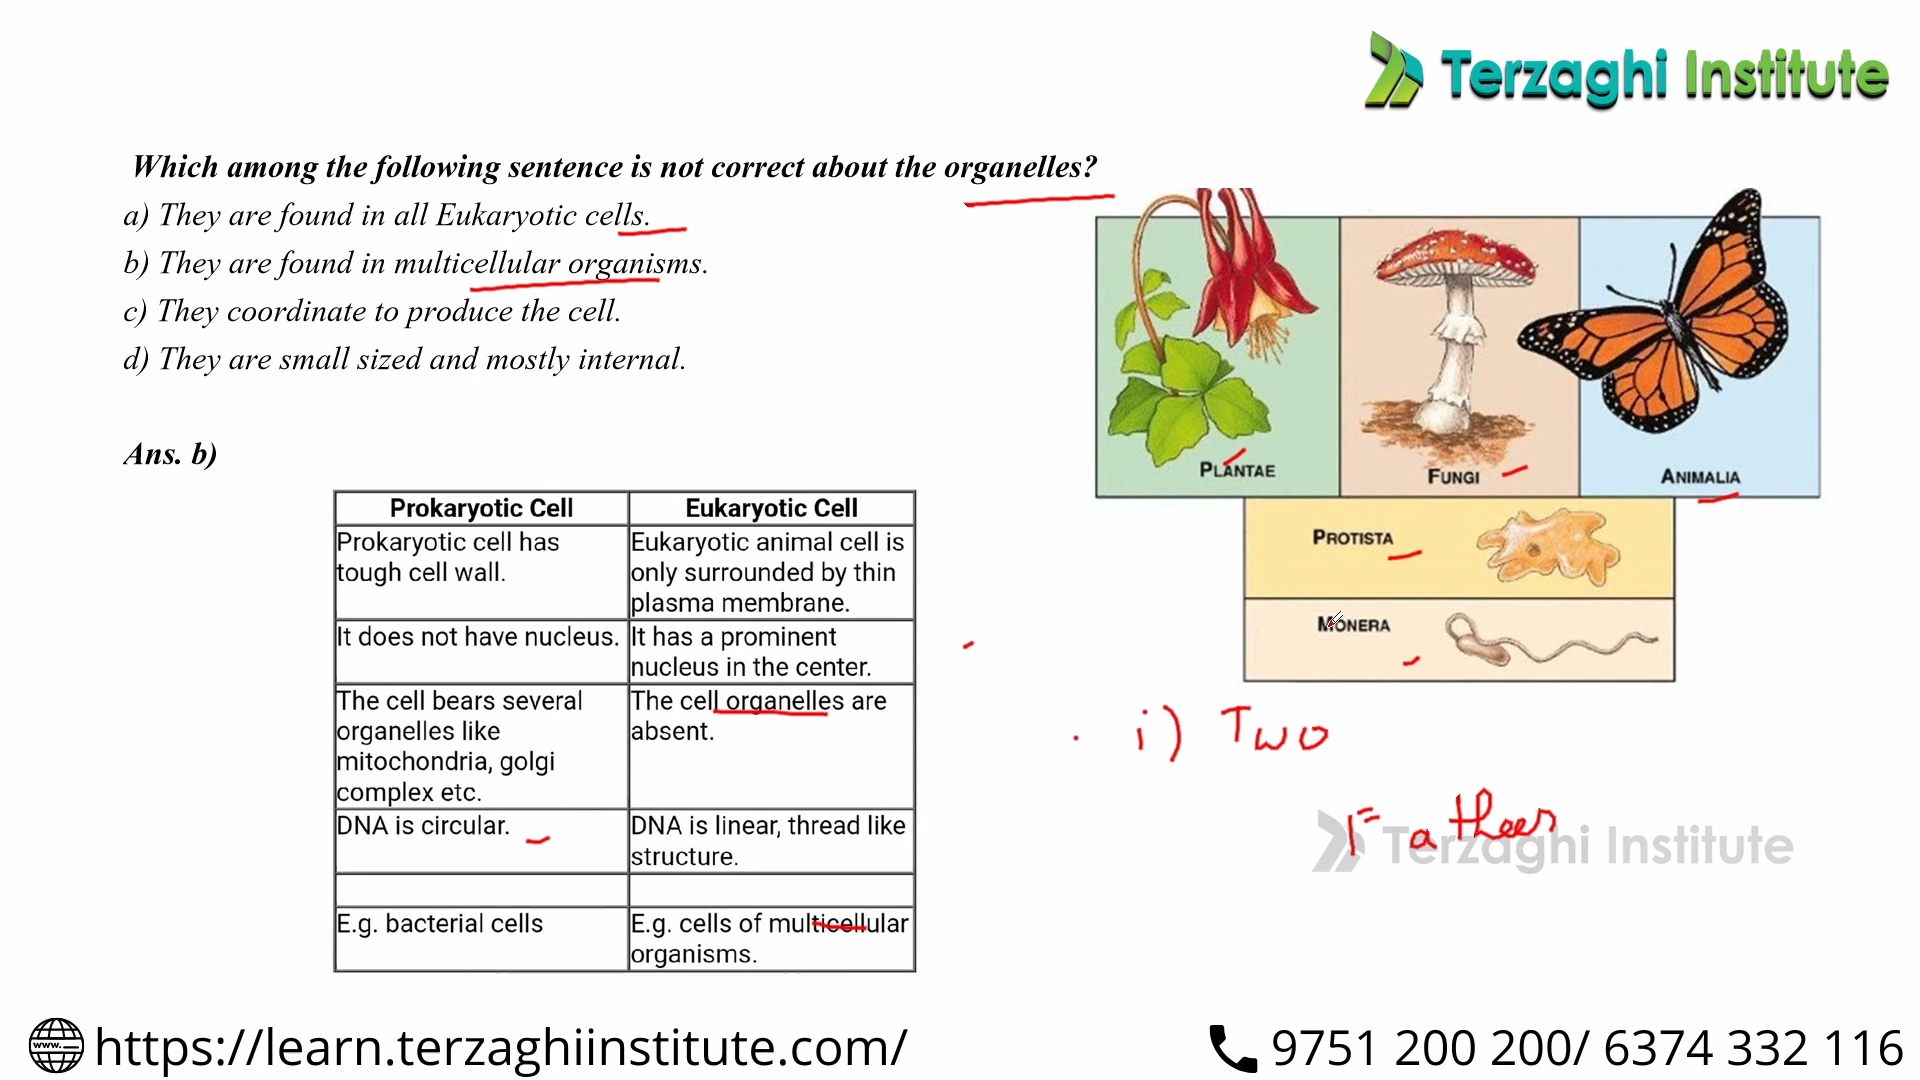 Terzaghi Institute
Which among the following sentence is not correct about the organelles?
a) They are found in all Eukaryotic cells.
b) They are found in multicellular organisms.
c) They coordinate to produce the cell.
d) They are small sized and mostly internal.
Ans. b)
PLANTAE
FUNGI
ANIMALIA
PROTISTA
MONERA
Prokaryotic Cell
Eukaryotic Cell
Prokaryotic cell has
tough cell wall.
Eukaryotic animal cell is
only surrounded by thin
plasma membrane.
It does not have nucleus.
It has a prominent
nucleus in the center.
The cell bears several
organelles like
mitochondria, golgi
complex etc.
The cell organelles are
absent.
DNA is circular.
DNA is linear, thread like
structure.
E.g. bacterial cells
E.g. cells of multicellular
organisms.
i) Two
Terzaghi Institute
www.
https://learn.terzaghiinstitute.com/
9751 200 200/ 6374 332 116